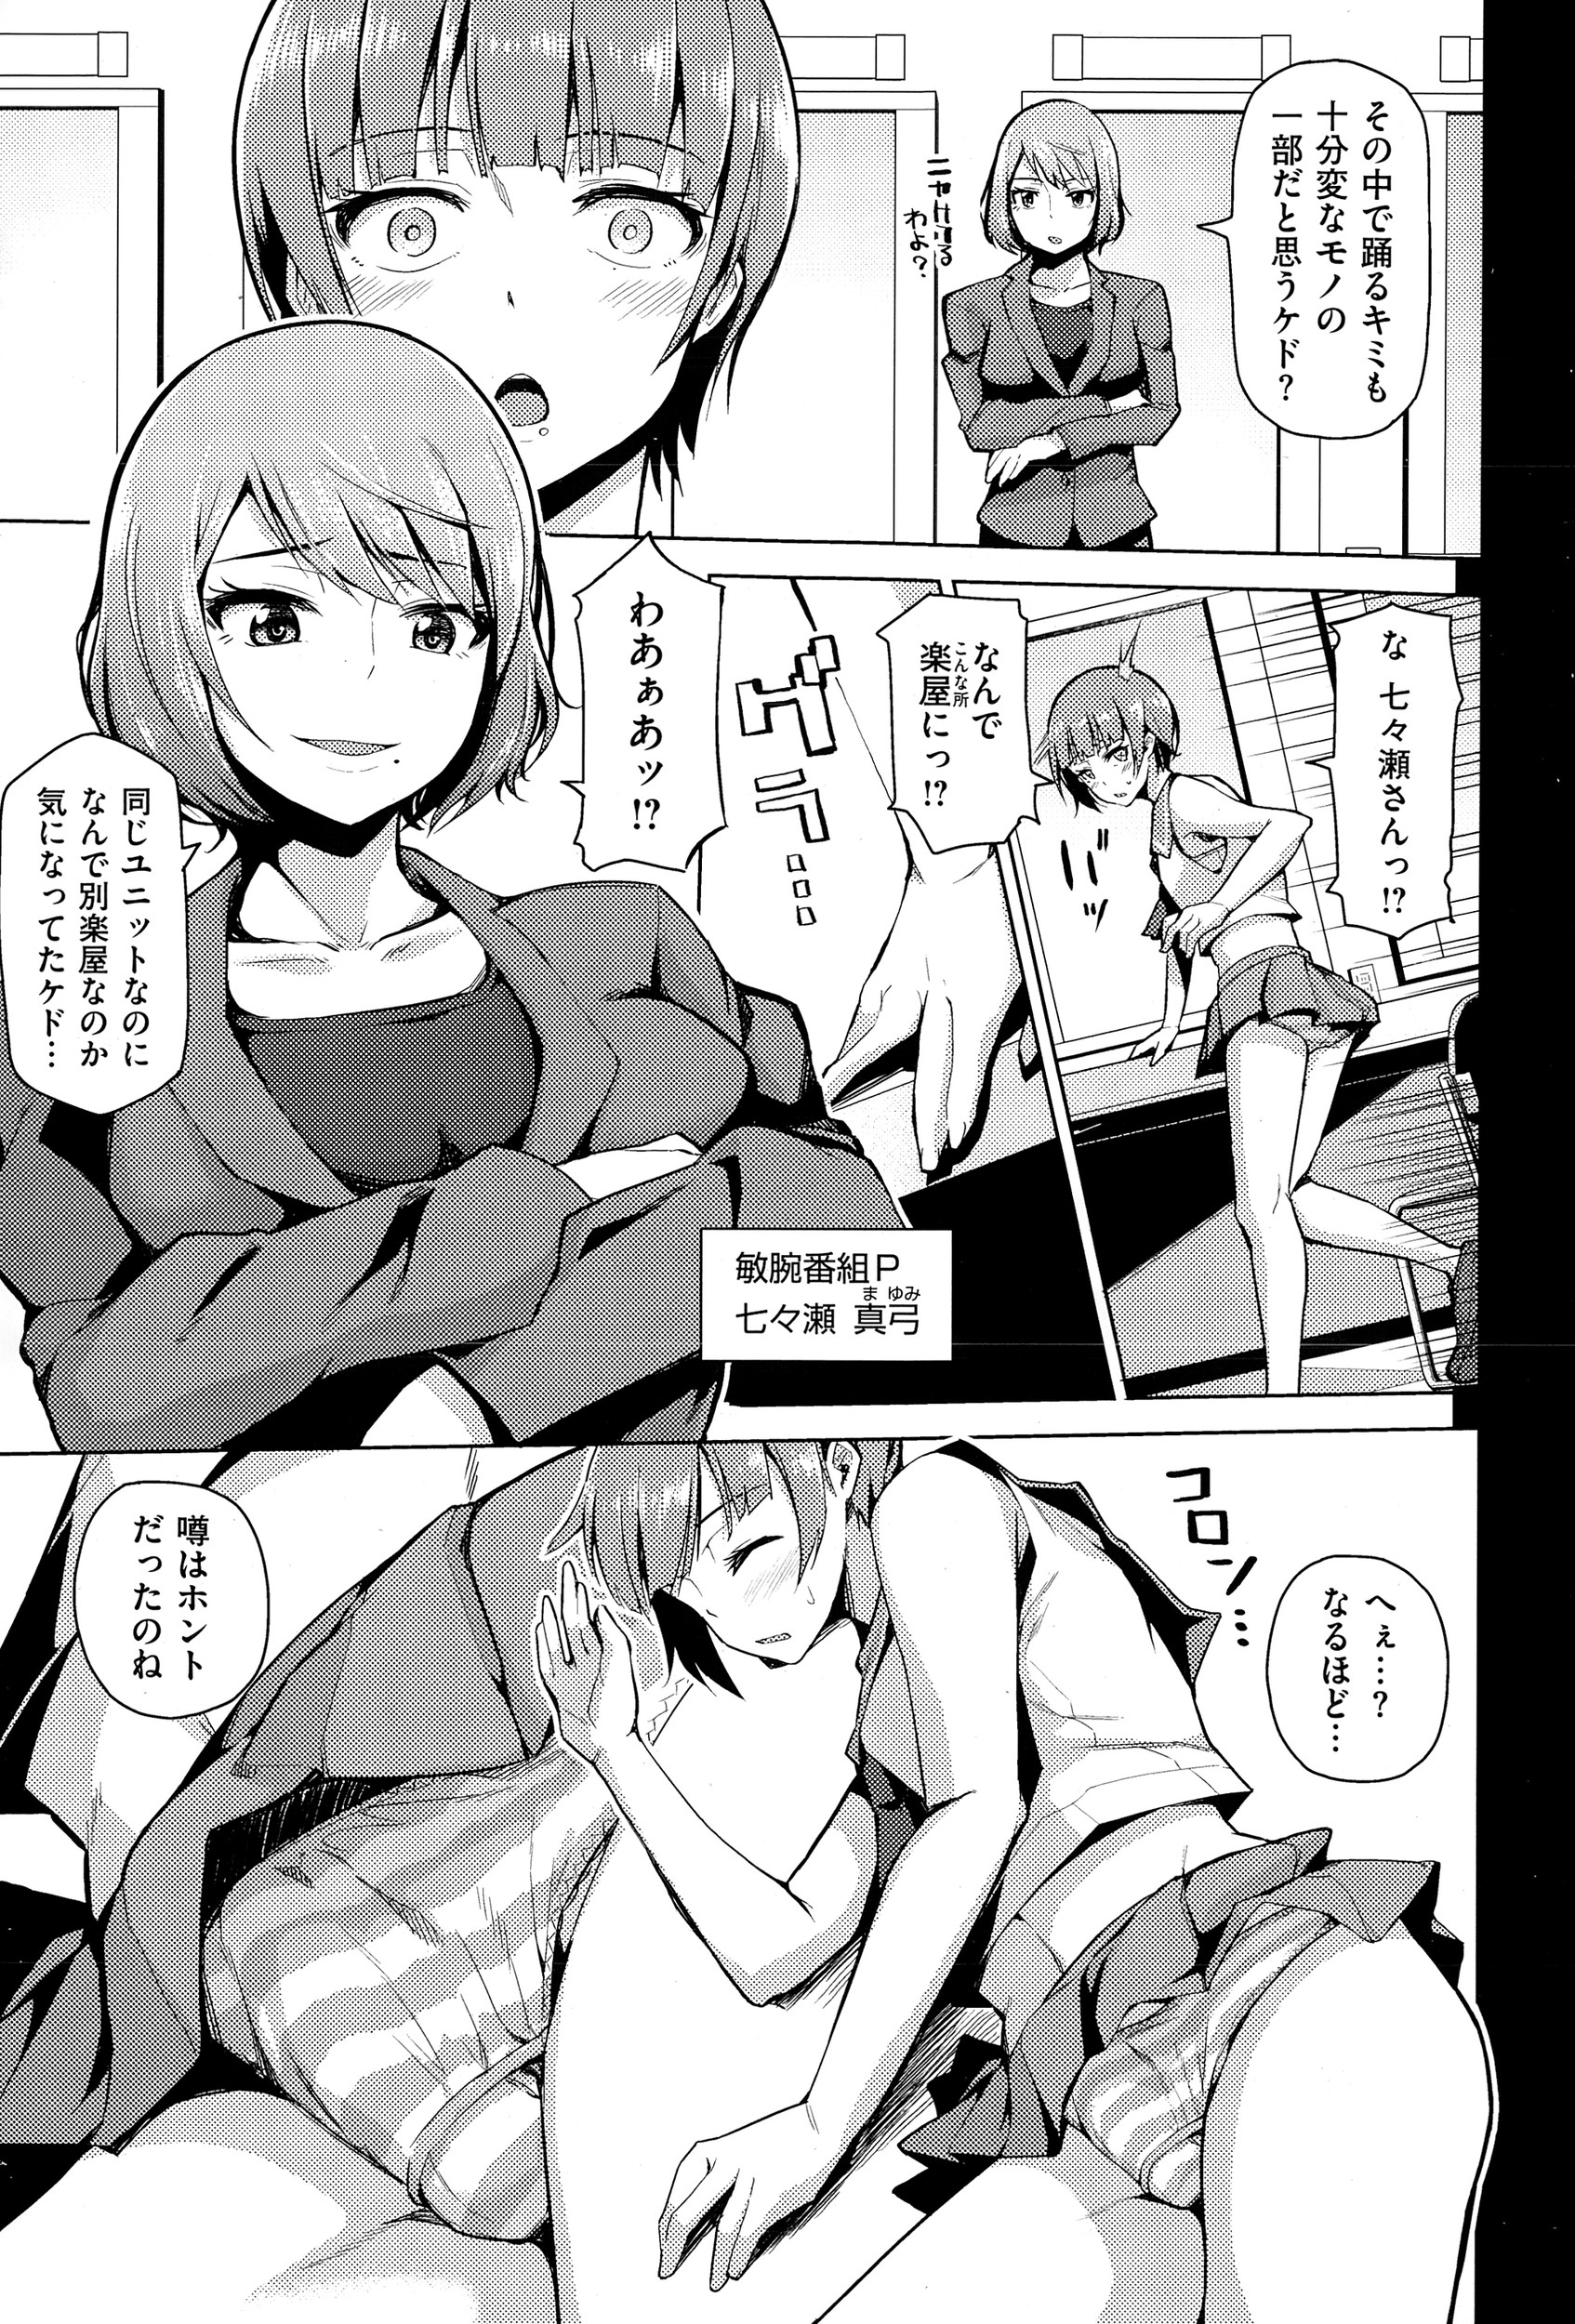 その中で踊るキミも
十分変なモノの
一部だと思うケド?
ニヤけてる
わよ?
な 七々瀬さんっ!?
バッ
なんで
楽屋にっ!?
こんな所
グラ…
わあぁあッ!?
同じユニットなのに
なんで別楽屋なのか
気になってたケド…
敏腕番組P
七々瀬 真弓
ま ゆみ
コロン…
へぇ…?
なるほど…
噂はホント
だったのね